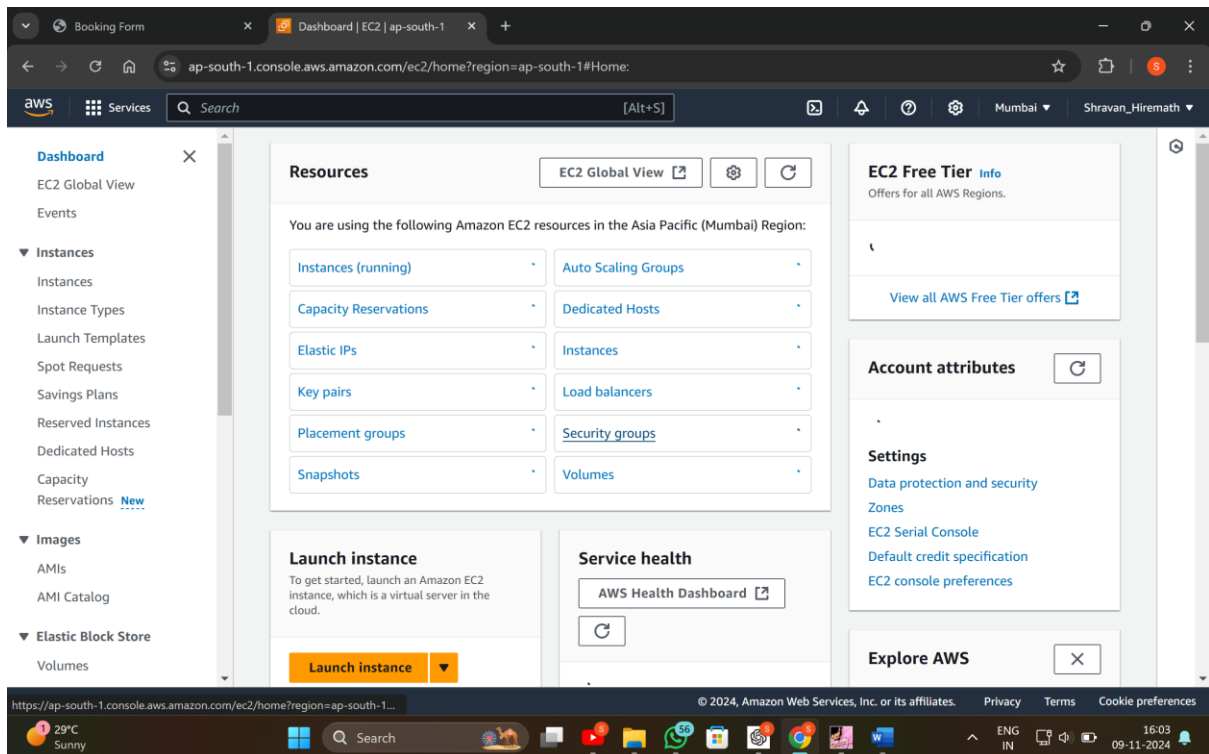 Booking Form
Dashboard | EC2 | ap-south-1
ap-south-1.console.aws.amazon.com/ec2/home?region=ap-south-1#Home:
S
aws
Services
Search
[Alt+S]
Mumbai
Shravan_Hiremath
Dashboard
EC2 Global View
Events
Instances
Instances
Instance Types
Launch Templates
Spot Requests
Savings Plans
Reserved Instances
Dedicated Hosts
Capacity
Reservations New
Images
AMIs
AMI Catalog
Elastic Block Store
Volumes
Resources
EC2 Global View
You are using the following Amazon EC2 resources in the Asia Pacific (Mumbai) Region:
Instances (running)
Auto Scaling Groups
Capacity Reservations
Dedicated Hosts
Elastic IPs
Instances
Key pairs
Load balancers
Placement groups
Security groups
Snapshots
Volumes
Launch instance
To get started, launch an Amazon EC2
instance, which is a virtual server in the
cloud.
Launch instance
Service health
AWS Health Dashboard
EC2 Free Tier Info
Offers for all AWS Regions.
View all AWS Free Tier offers
Account attributes
Settings
Data protection and security
Zones
EC2 Serial Console
Default credit specification
EC2 console preferences
Explore AWS
https://ap-south-1.console.aws.amazon.com/ec2/home?region=ap-south-1...
© 2024, Amazon Web Services, Inc. or its affiliates.
Privacy
Terms
Cookie preferences
1
29°C
Sunny
Search
56
W
ENG
IN
16:03
09-11-2024